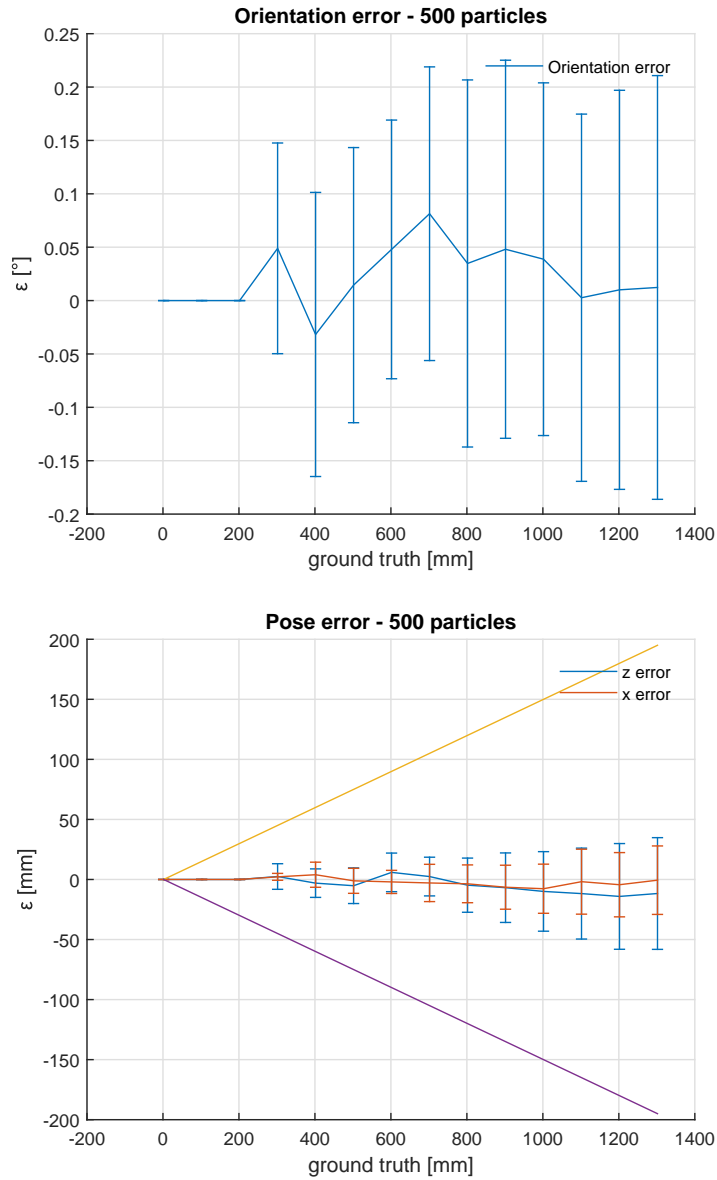 Orientation error - 500 particles
0.25
0.2
0.15
0.1
0.05
0
-0.05
-0.1
-0.15
-0.2
ε [°]
Orientation error
-200 0 200 400 600 800 1000 1200 1400
ground truth [mm]
Pose error - 500 particles
200
150
100
50
0
-50
-100
-150
-200
ε [mm]
z error
x error
-200 0 200 400 600 800 1000 1200 1400
ground truth [mm]